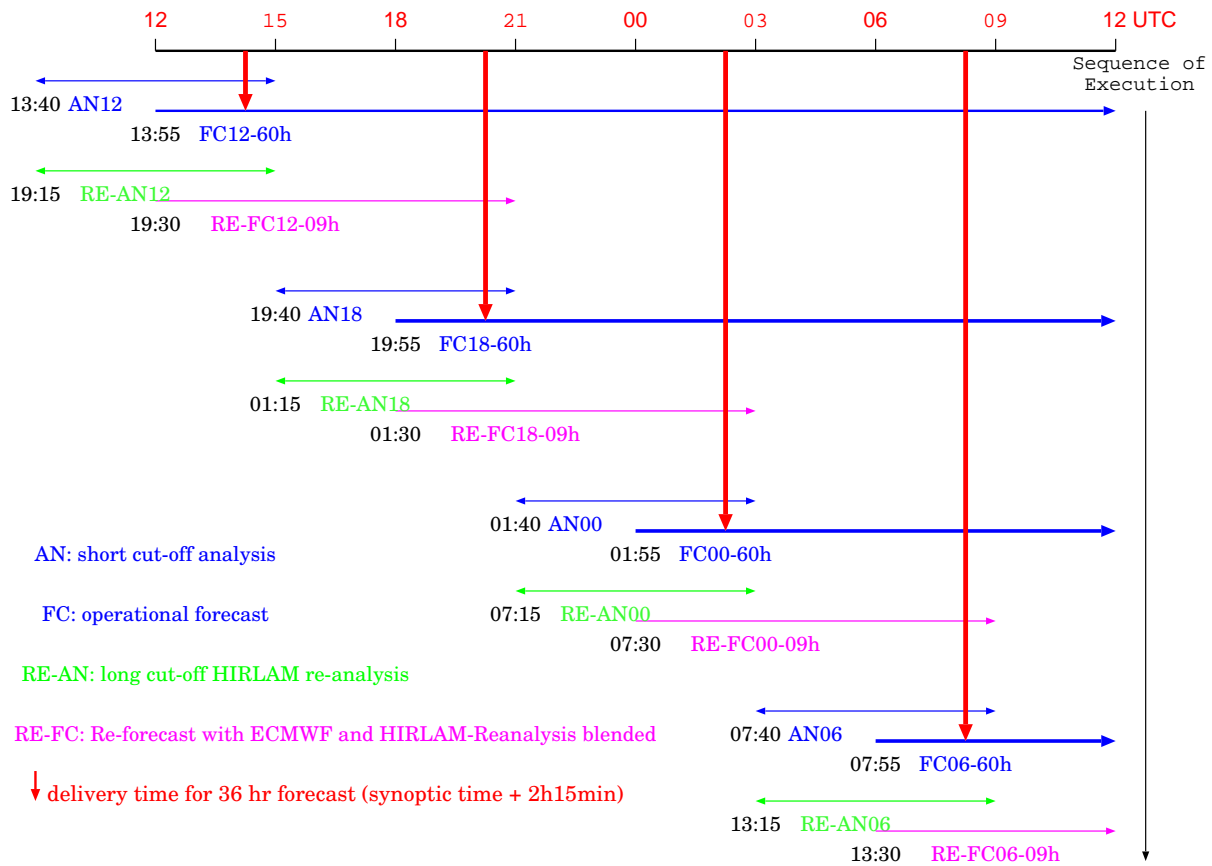 12 15 18 21 00 03 06 09 12 UTC
Sequence of
Execution
13:40 AN12
13:55 FC12-60h
19:15 RE-AN12
19:30 RE-FC12-09h
19:40 AN18
19:55 FC18-60h
01:15 RE-AN18
01:30 RE-FC18-09h
01:40 AN00
01:55 FC00-60h
AN: short cut-off analysis
07:15 RE-AN00
FC: operational forecast
07:30 RE-FC00-09h
RE-AN: long cut-off HIRLAM re-analysis
RE-FC: Re-forecast with ECMWF and HIRLAM-Reanalysis blended
07:40 AN06
07:55 FC06-60h
delivery time for 36 hr forecast (synoptic time + 2h15min)
13:15 RE-AN06
13:30 RE-FC06-09h